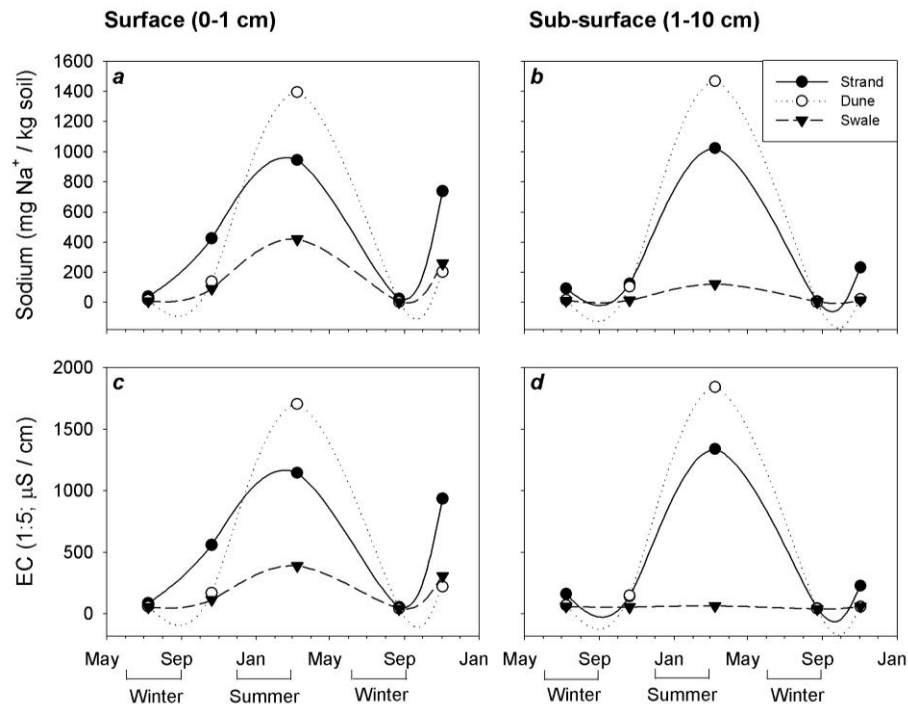 Surface (0-1 cm)
Sub-surface (1-10 cm)
Sodium (mg Na⁺ / kg soil)
1600
1400
1200
1000
800
600
400
200
0
a
b
Strand
Dune
Swale
EC (1:5; μS / cm)
2000
1500
1000
500
0
c
d
May Sep Jan May Sep Jan
Winter Summer Winter
May Sep Jan May Sep Jan
Winter Summer Winter